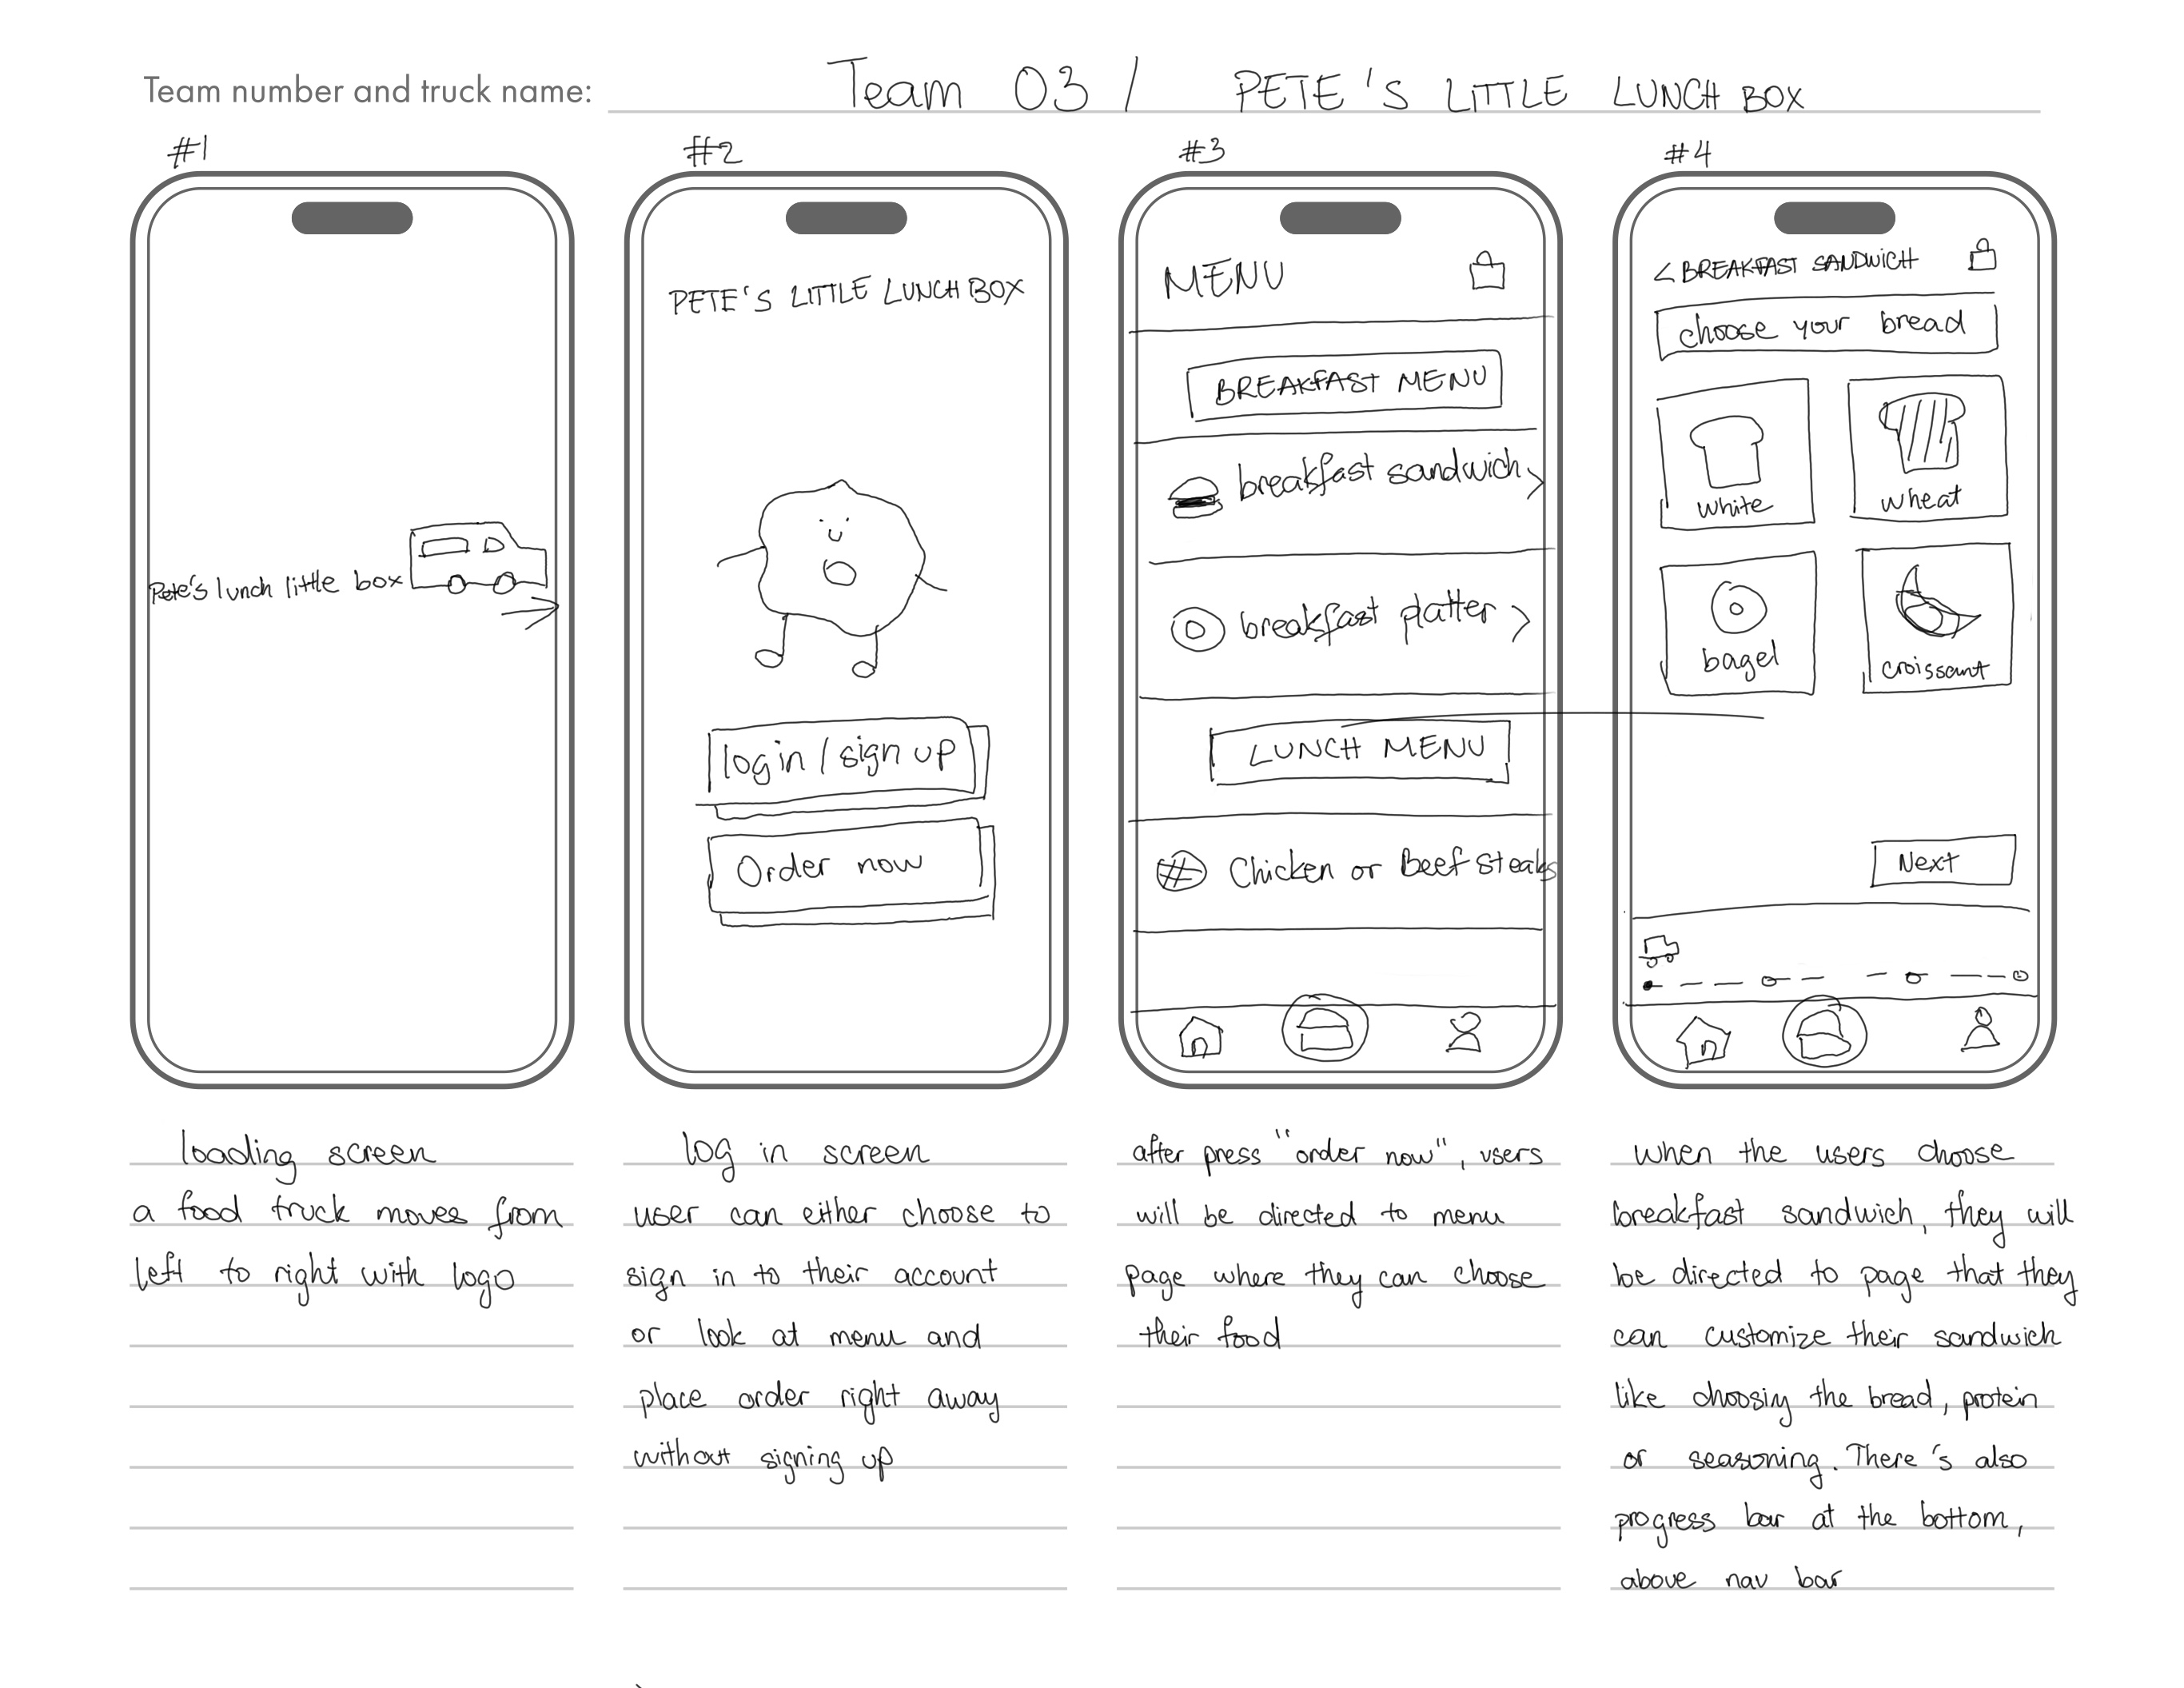 Team number and truck name: Team 03 / PETE'S LITTLE LUNCH BOX
#1
Pete's lunch little box
loading screen
a food truck moves from
left to right with logo
#2
PETE'S LITTLE LUNCH BOX
login / sign up
Order now
log in screen
user can either choose to
sign in to their account
or look at menu and
place order right away
without signing up
#3
MENU
BREAKFAST MENU
breakfast sandwich >
breakfast platter >
LUNCH MENU
Chicken or Beef steaks
after press "order now", users
will be directed to menu
page where they can choose
their food
#4
< BREAKFAST SANDWICH
choose your bread
white
wheat
bagel
croissant
Next
when the users choose
breakfast sandwich, they will
be directed to page that they
can customize their sandwich
like choosiy the bread, protein
or seasoning. There's also
progress bar at the bottom,
above nav bar